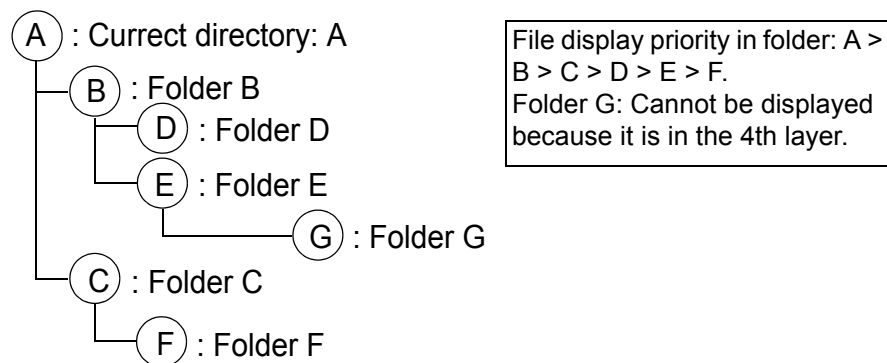 A : Currect directory: A
B : Folder B
D : Folder D
E : Folder E
G : Folder G
C : Folder C
F : Folder F
File display priority in folder: A >
B > C > D > E > F.
Folder G: Cannot be displayed
because it is in the 4th layer.